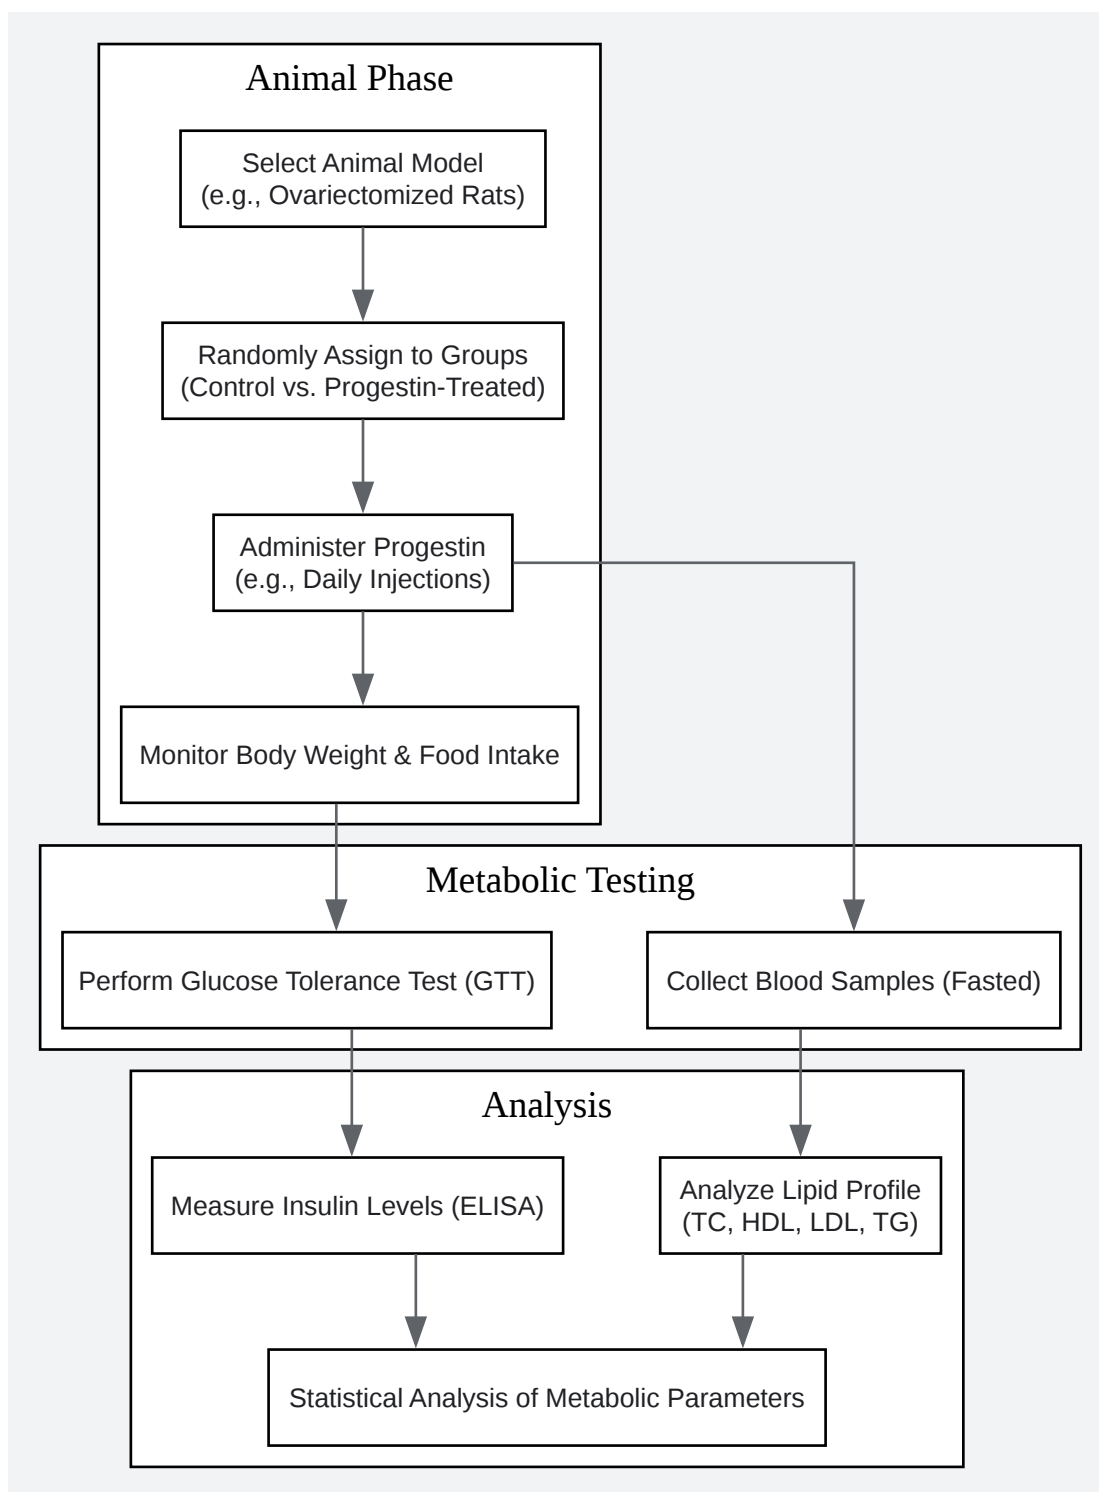 Animal Phase
Select Animal Model
(e.g., Ovariectomized Rats)
Randomly Assign to Groups
(Control vs. Progestin-Treated)
Administer Progestin
(e.g., Daily Injections)
Monitor Body Weight & Food Intake
Metabolic Testing
Perform Glucose Tolerance Test (GTT)
Collect Blood Samples (Fasted)
Analysis
Measure Insulin Levels (ELISA)
Analyze Lipid Profile
(TC, HDL, LDL, TG)
Statistical Analysis of Metabolic Parameters